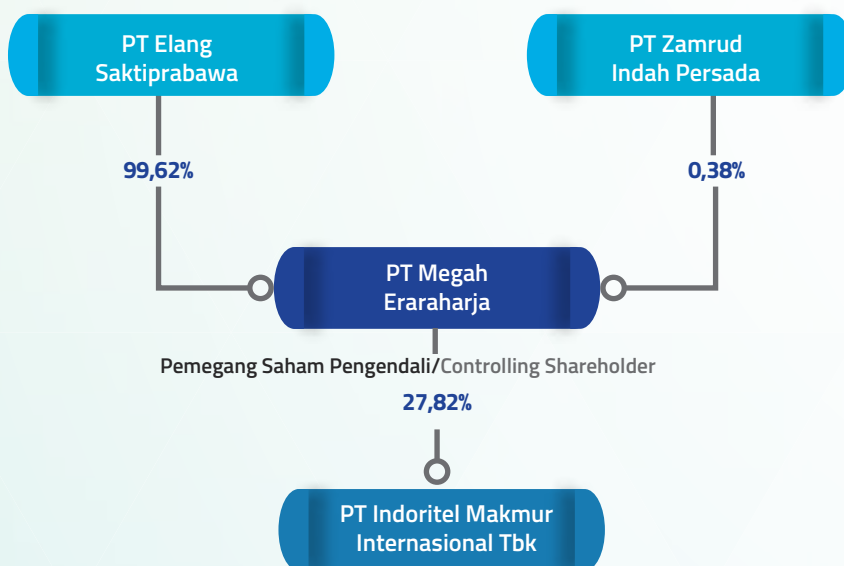 PT Elang
Saktiprabawa
PT Zamrud
Indah Persada
99,62%
0,38%
PT Megah
Eraraharja
Pemegang Saham Pengendali/Controlling Shareholder
27,82%
PT Indoritel Makmur
Internasional Tbk